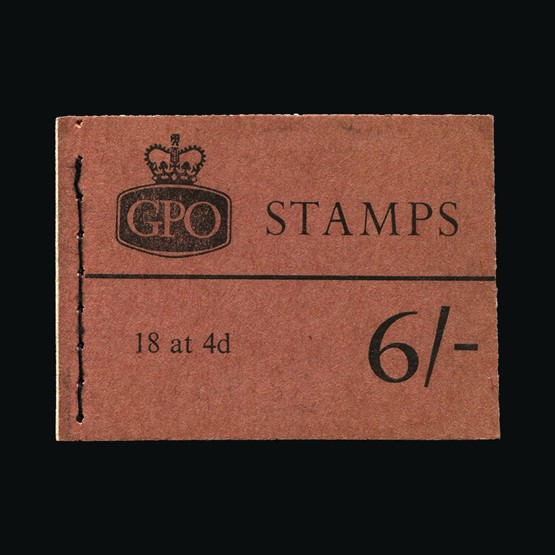 GPO STAMPS
18 at 4d
6/-